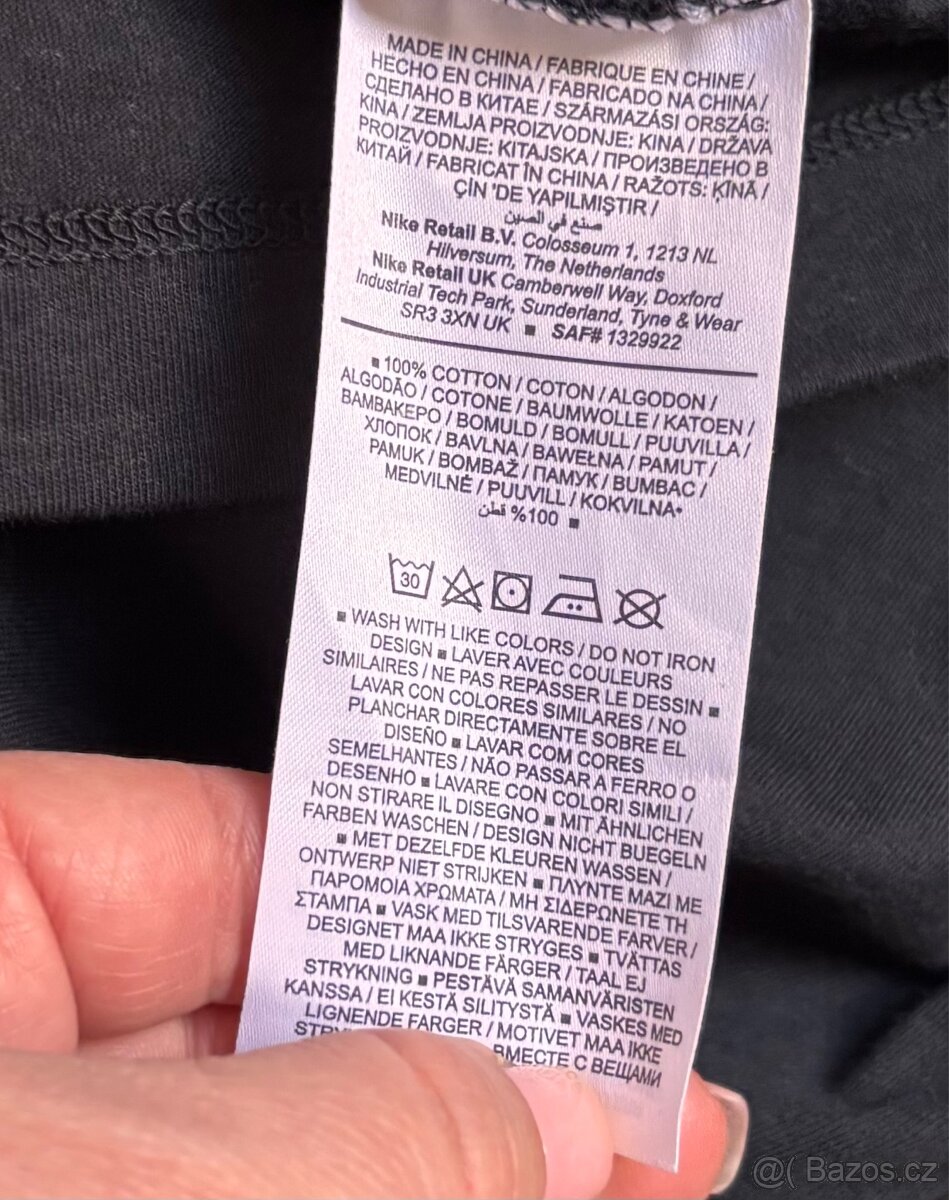 MADE IN CHINA / FABRIQUE EN CHINE /
HECHO EN CHINA / FABRICADO NA CHINA /
СДЕЛАНО В КИТАЕ / SZÁRMAZÁSI ORSZÁG:
KINA / ZEMLJA PROIZVODNJE: KINA / DRŽAVA
PROIZVODNJE: KITAJSKA / ПРОИЗВЕДЕНО В
КИТАЙ / FABRICAT ÎN CHINA / RAŽOTS: ĶĪNĀ /
ÇİN 'DE YAPILMIŞTIR /
صنع في الصين
Nike Retail B.V. Colosseum 1, 1213 NL
Hilversum, The Netherlands
Nike Retail UK Camberwell Way, Doxford
Industrial Tech Park, Sunderland, Tyne & Wear
SR3 3XN UK ■ SAF# 1329922
■ 100% COTTON / COTON / ALGODON /
ALGODÃO / COTONE / BAUMWOLLE / KATOEN /
ΒΑΜΒΑΚΕΡΟ / BOMULD / BOMULL / PUUVILLA /
ХЛОПОК / BAVLNA / BAWEŁNA / PAMUT /
PAMUK / BOMBAŽ / ПАМУК / BUMBAC /
MEDVILNĖ / PUUVILL / KOKVILNA•
100% قطن ■
30
■ WASH WITH LIKE COLORS / DO NOT IRON
DESIGN ■ LAVER AVEC COULEURS
SIMILAIRES / NE PAS REPASSER LE DESSIN ■
LAVAR CON COLORES SIMILARES / NO
PLANCHAR DIRECTAMENTE SOBRE EL
DISEÑO ■ LAVAR COM CORES
SEMELHANTES / NÃO PASSAR A FERRO O
DESENHO ■ LAVARE CON COLORI SIMILI /
NON STIRARE IL DISEGNO ■ MIT ÄHNLICHEN
FARBEN WASCHEN / DESIGN NICHT BUEGELN
■ MET DEZELFDE KLEUREN WASSEN /
ONTWERP NIET STRIJKEN ■ ΠΛΥΝΤΕ ΜΑΖΙ ΜΕ
ΠΑΡΟΜΟΙΑ ΧΡΩΜΑΤΑ / ΜΗ ΣΙΔΕΡΩΝΕΤΕ ΤΗ
ΣΤΑΜΠΑ ■ VASK MED TILSVARENDE FARVER /
DESIGNET MAA IKKE STRYGES ■ TVÄTTAS
MED LIKNANDE FÄRGER / TAAL EJ
STRYKNING ■ PESTÄVÄ SAMANVÄRISTEN
KANSSA / EI KESTÄ SILITYSTÄ ■ VASKES MED
LIGNENDE FARGER / MOTIVET MAA IKKE
ВМЕСТЕ С ВЕЩАМИ
@( Bazos.cz